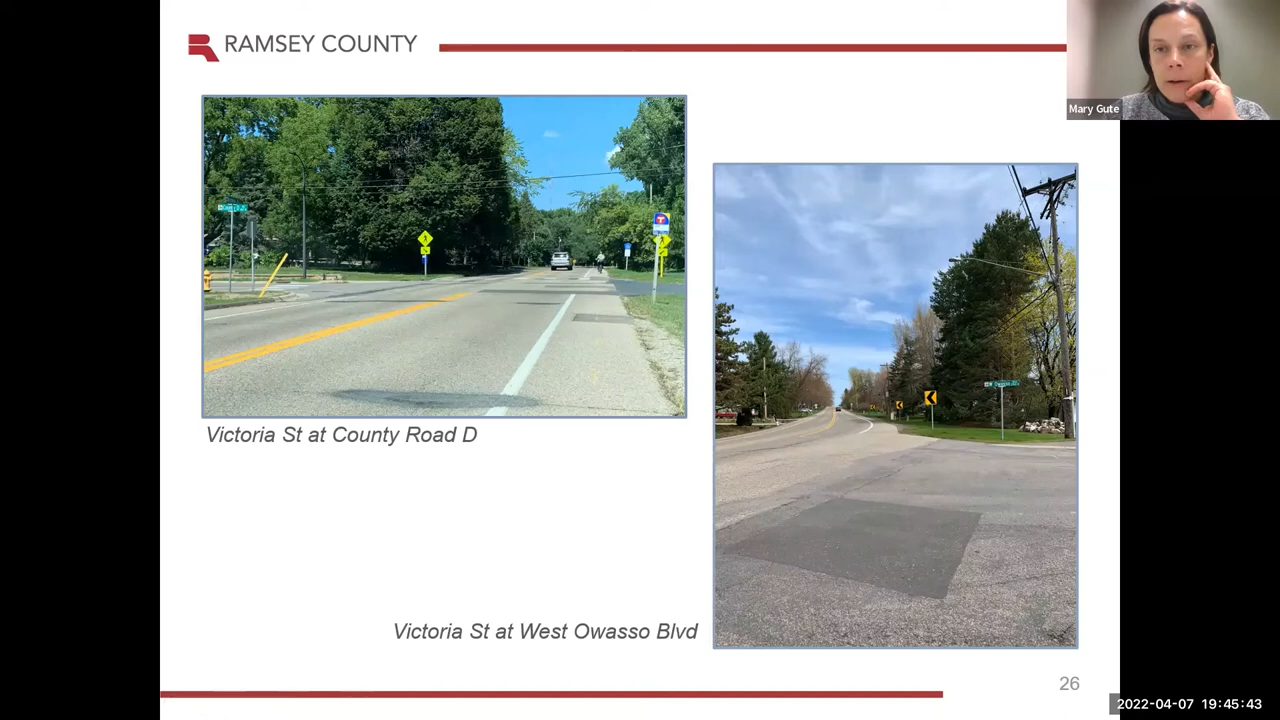 RAMSEY COUNTY
Mary Gute
Victoria St at County Road D
Victoria St at West Owasso Blvd
26
2022-04-07 19:45:43